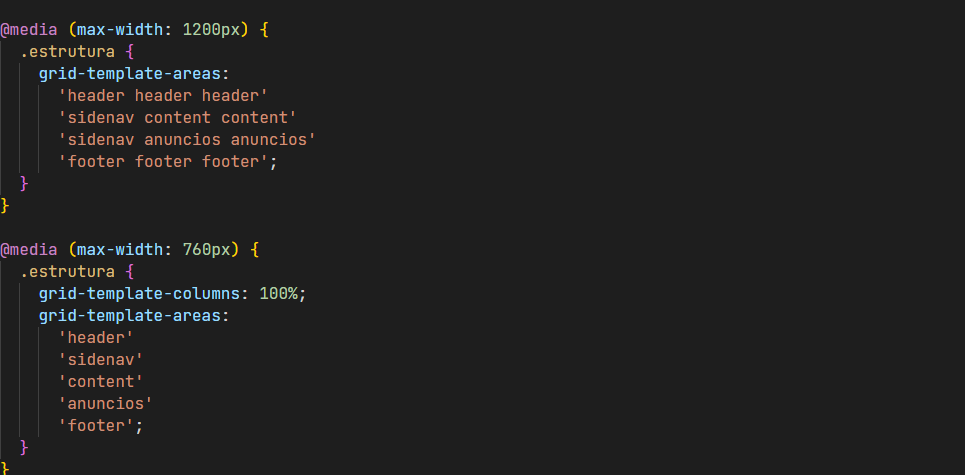 @media (max-width: 1200px) {
  .estrutura {
    grid-template-areas:
      'header header header'
      'sidenav content content'
      'sidenav anuncios anuncios'
      'footer footer footer';
  }
}

@media (max-width: 760px) {
  .estrutura {
    grid-template-columns: 100%;
    grid-template-areas:
      'header'
      'sidenav'
      'content'
      'anuncios'
      'footer';
  }
}